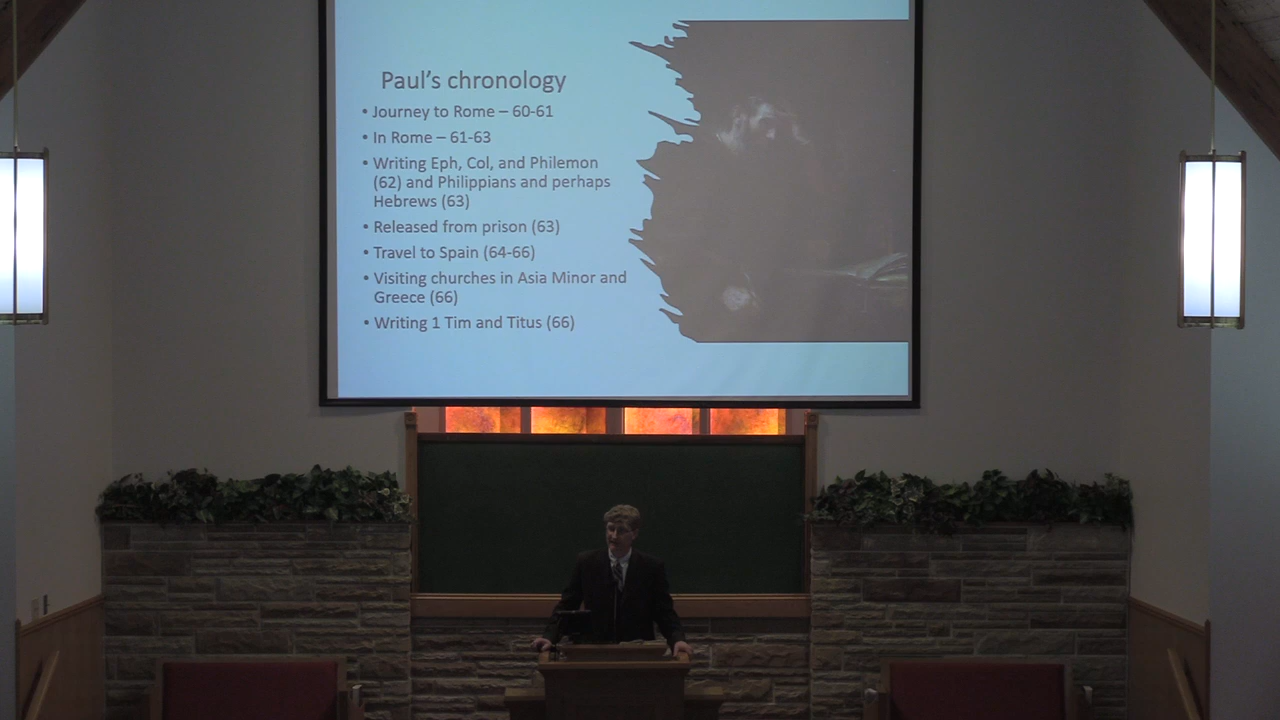 Paul's chronology
• Journey to Rome – 60-61
• In Rome – 61-63
• Writing Eph, Col, and Philemon
(62) and Philippians and perhaps
Hebrews (63)
• Released from prison (63)
• Travel to Spain (64-66)
• Visiting churches in Asia Minor and
Greece (66)
• Writing 1 Tim and Titus (66)